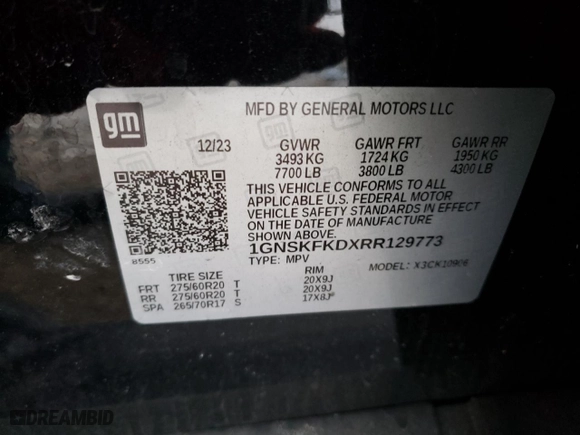 gm
MFD BY GENERAL MOTORS LLC
12/23 GVWR GAWR FRT GAWR RR
3493 KG 1724 KG 1950 KG
7700 LB 3800 LB 4300 LB
THIS VEHICLE CONFORMS TO ALL
APPLICABLE U.S. FEDERAL MOTOR
VEHICLE SAFETY STANDARDS IN EFFECT
ON THE DATE OF MANUFACTURE
SHOWN ABOVE.
1GNSKFKDXRR129773
8555 TYPE: MPV MODEL:
TIRE SIZE RIM
FRT 275/60R20 T 20X9J
RR 275/60R20 T 20X9J
SPA 265/70R17 S 17X8J
DREAMBID